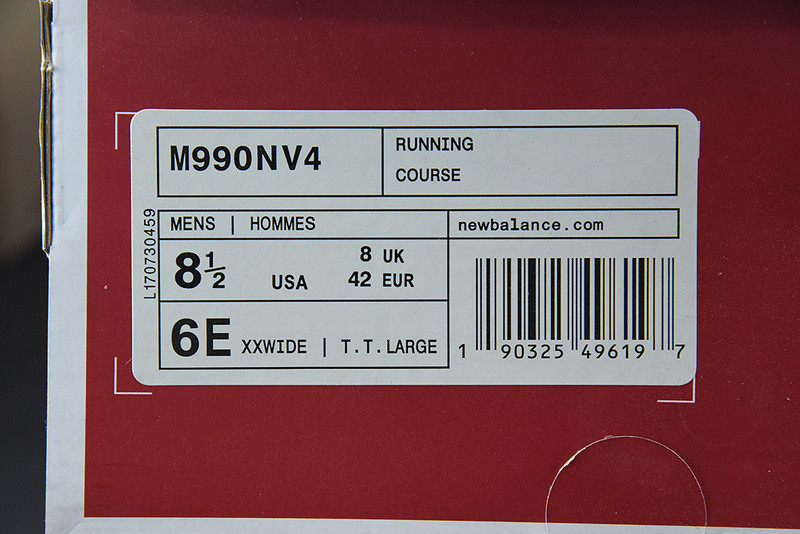 M990NV4
RUNNING
COURSE
MENS | HOMMES
newbalance.com
8½ USA
8 UK
42 EUR
6E XXWIDE | T.T.LARGE
1 90325 49619 7
L170730459